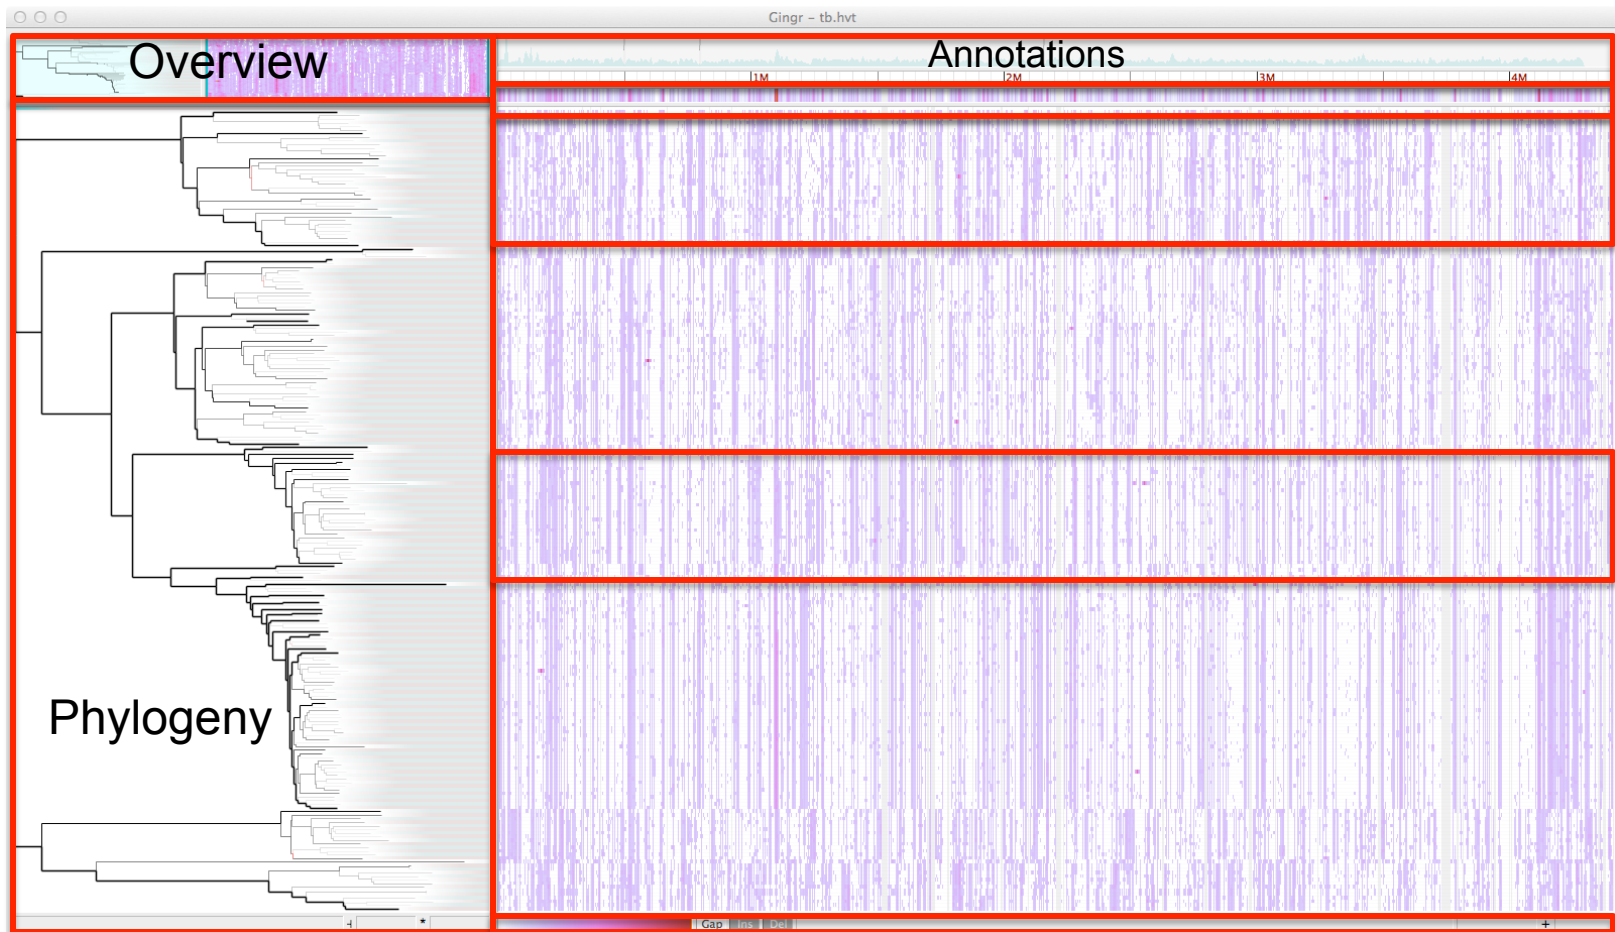 Gingr – tb.hvt
Overview
Annotations
1M 2M 3M 4M
Phylogeny
* Gap Ins Del +